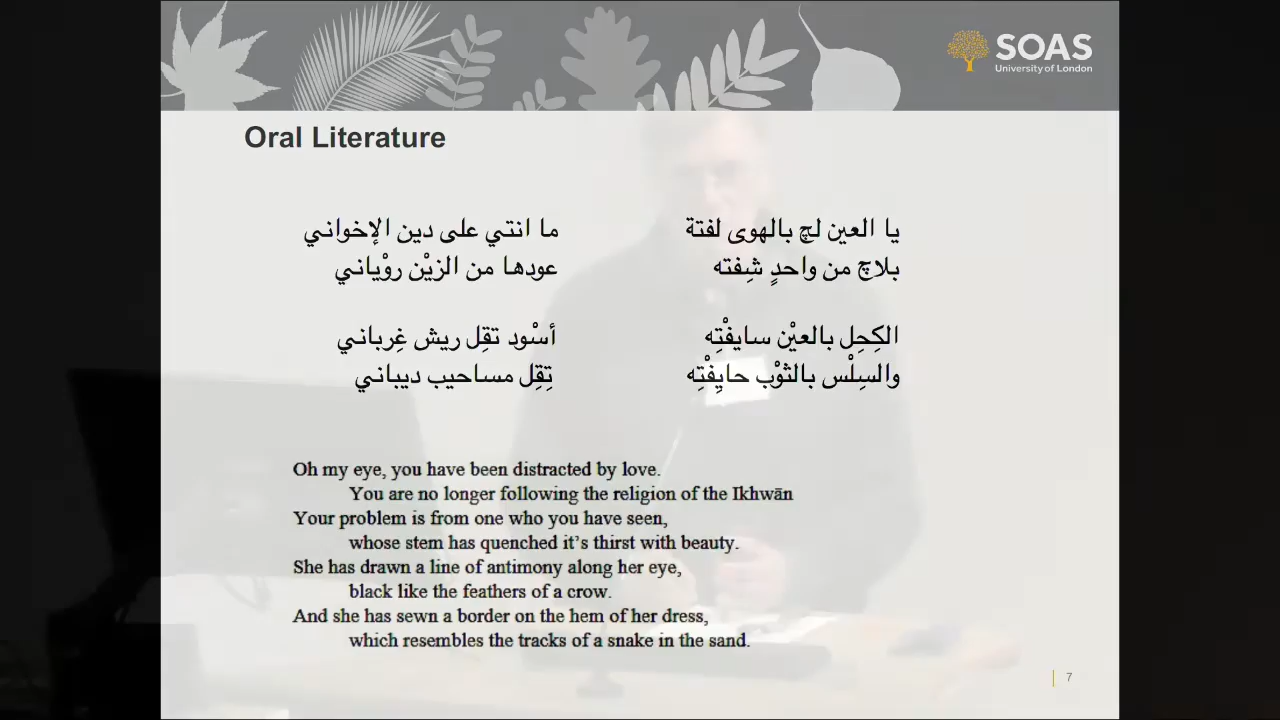 SOAS
University of London
Oral Literature
يا العين لچ بالهوى لفتة ما انتي على دين الإخواني
بلاچ من واحدٍ شِفته عودها من الزيْن روْياني
الكِحِل بالعيْن سايفْتِه أسْود تقِل ريش غِرباني
والسِلْس بالثوْب حايِفْتِه تِقِل مساحيب ديباني
Oh my eye, you have been distracted by love.
You are no longer following the religion of the Ikhwān
Your problem is from one who you have seen,
whose stem has quenched it's thirst with beauty.
She has drawn a line of antimony along her eye,
black like the feathers of a crow.
And she has sewn a border on the hem of her dress,
which resembles the tracks of a snake in the sand.
7